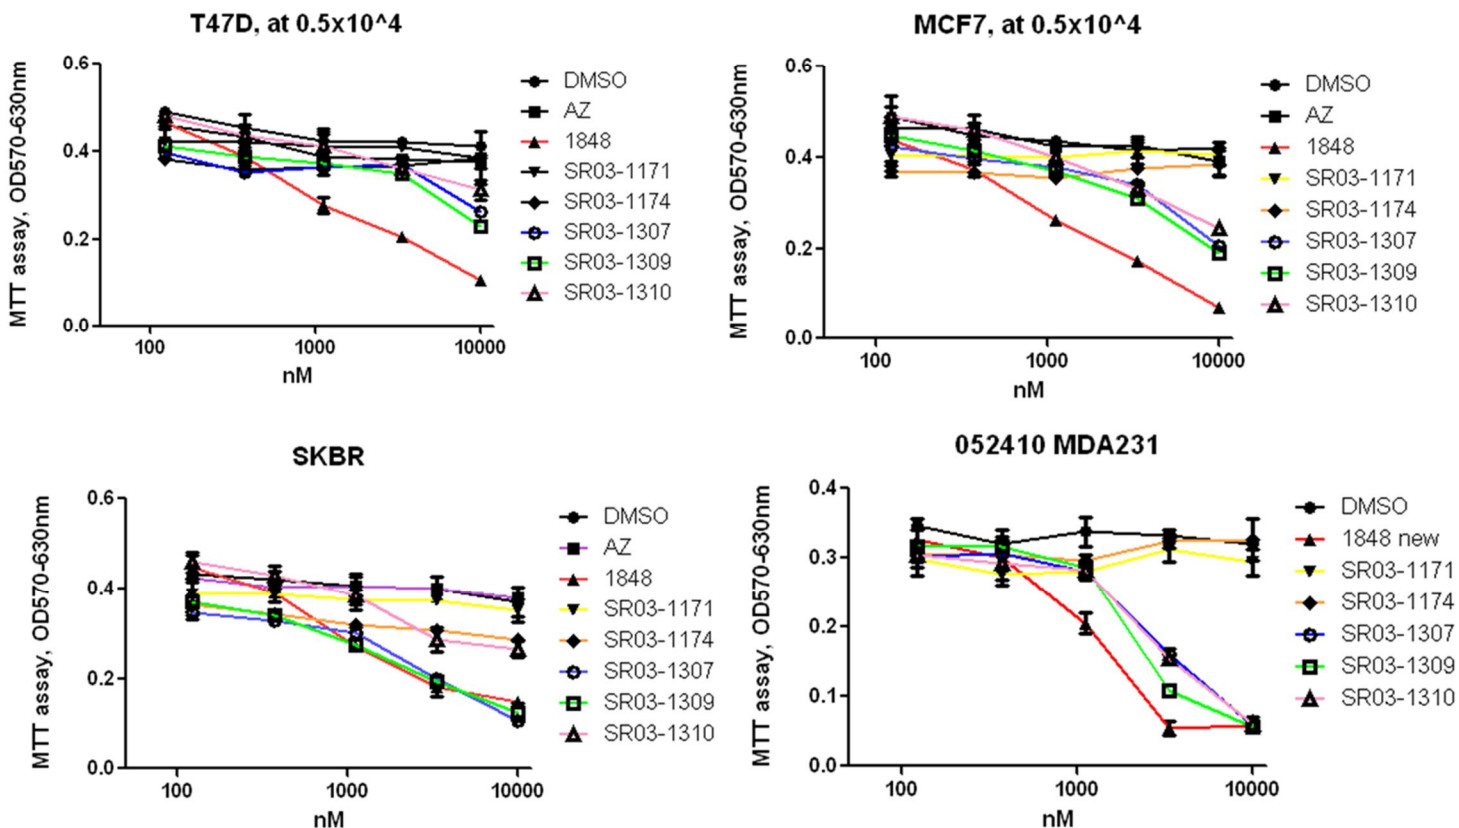 T47D, at 0.5x10^4
MTT assay, OD570-630nm
0.6
0.4
0.2
0.0
100
1000
10000
nM
DMSO
AZ
1848
SR03-1171
SR03-1174
SR03-1307
SR03-1309
SR03-1310
MCF7, at 0.5x10^4
MTT assay, OD570-630nm
0.6
0.4
0.2
0.0
100
1000
10000
nM
DMSO
AZ
1848
SR03-1171
SR03-1174
SR03-1307
SR03-1309
SR03-1310
SKBR
MTT assay, OD570-630nm
0.6
0.4
0.2
0.0
100
1000
10000
nM
DMSO
AZ
1848
SR03-1171
SR03-1174
SR03-1307
SR03-1309
SR03-1310
052410 MDA231
MTT assay, OD570-630nm
0.4
0.3
0.2
0.1
0.0
100
1000
10000
nM
DMSO
1848 new
SR03-1171
SR03-1174
SR03-1307
SR03-1309
SR03-1310